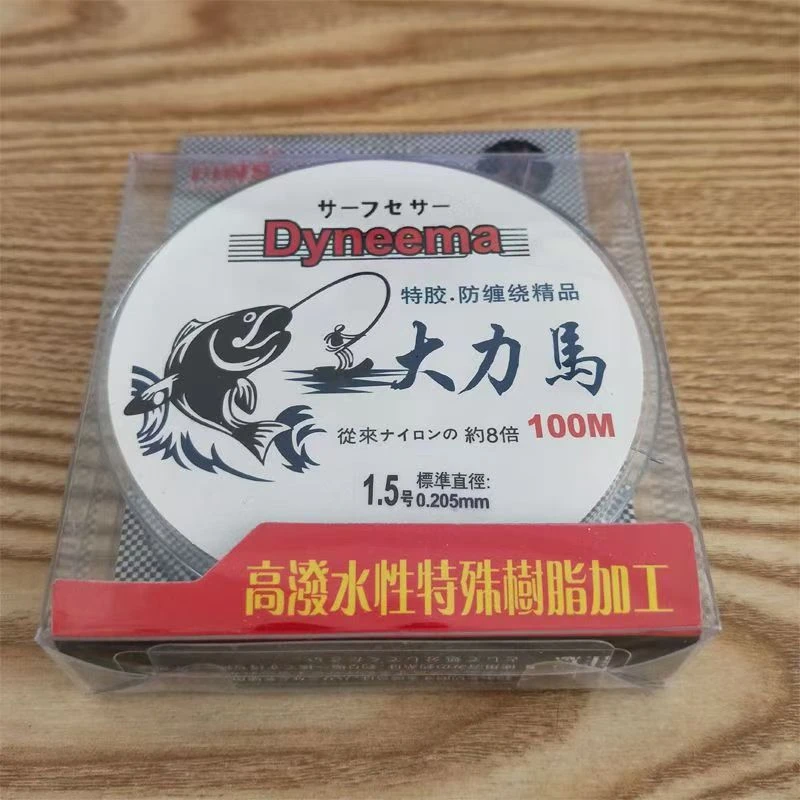 サーフセサー
Dyneema
特胶.防缠绕精品
大力馬
従來ナイロンの 約8倍 100M
1.5号 標準直徑:
0.205mm
高潑水性特殊樹脂加工